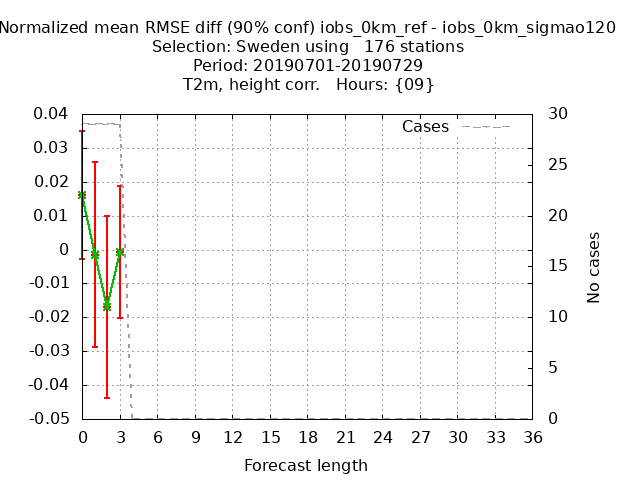 Normalized mean RMSE diff (90% conf) iobs_0km_ref - iobs_0km_sigmao120
Selection: Sweden using   176 stations
Period: 20190701-20190729
T2m, height corr.   Hours: {09}
Cases
0.04
0.03
0.02
0.01
0
-0.01
-0.02
-0.03
-0.04
-0.05
30
25
20
15
10
5
0
No cases
0 3 6 9 12 15 18 21 24 27 30 33 36
Forecast length